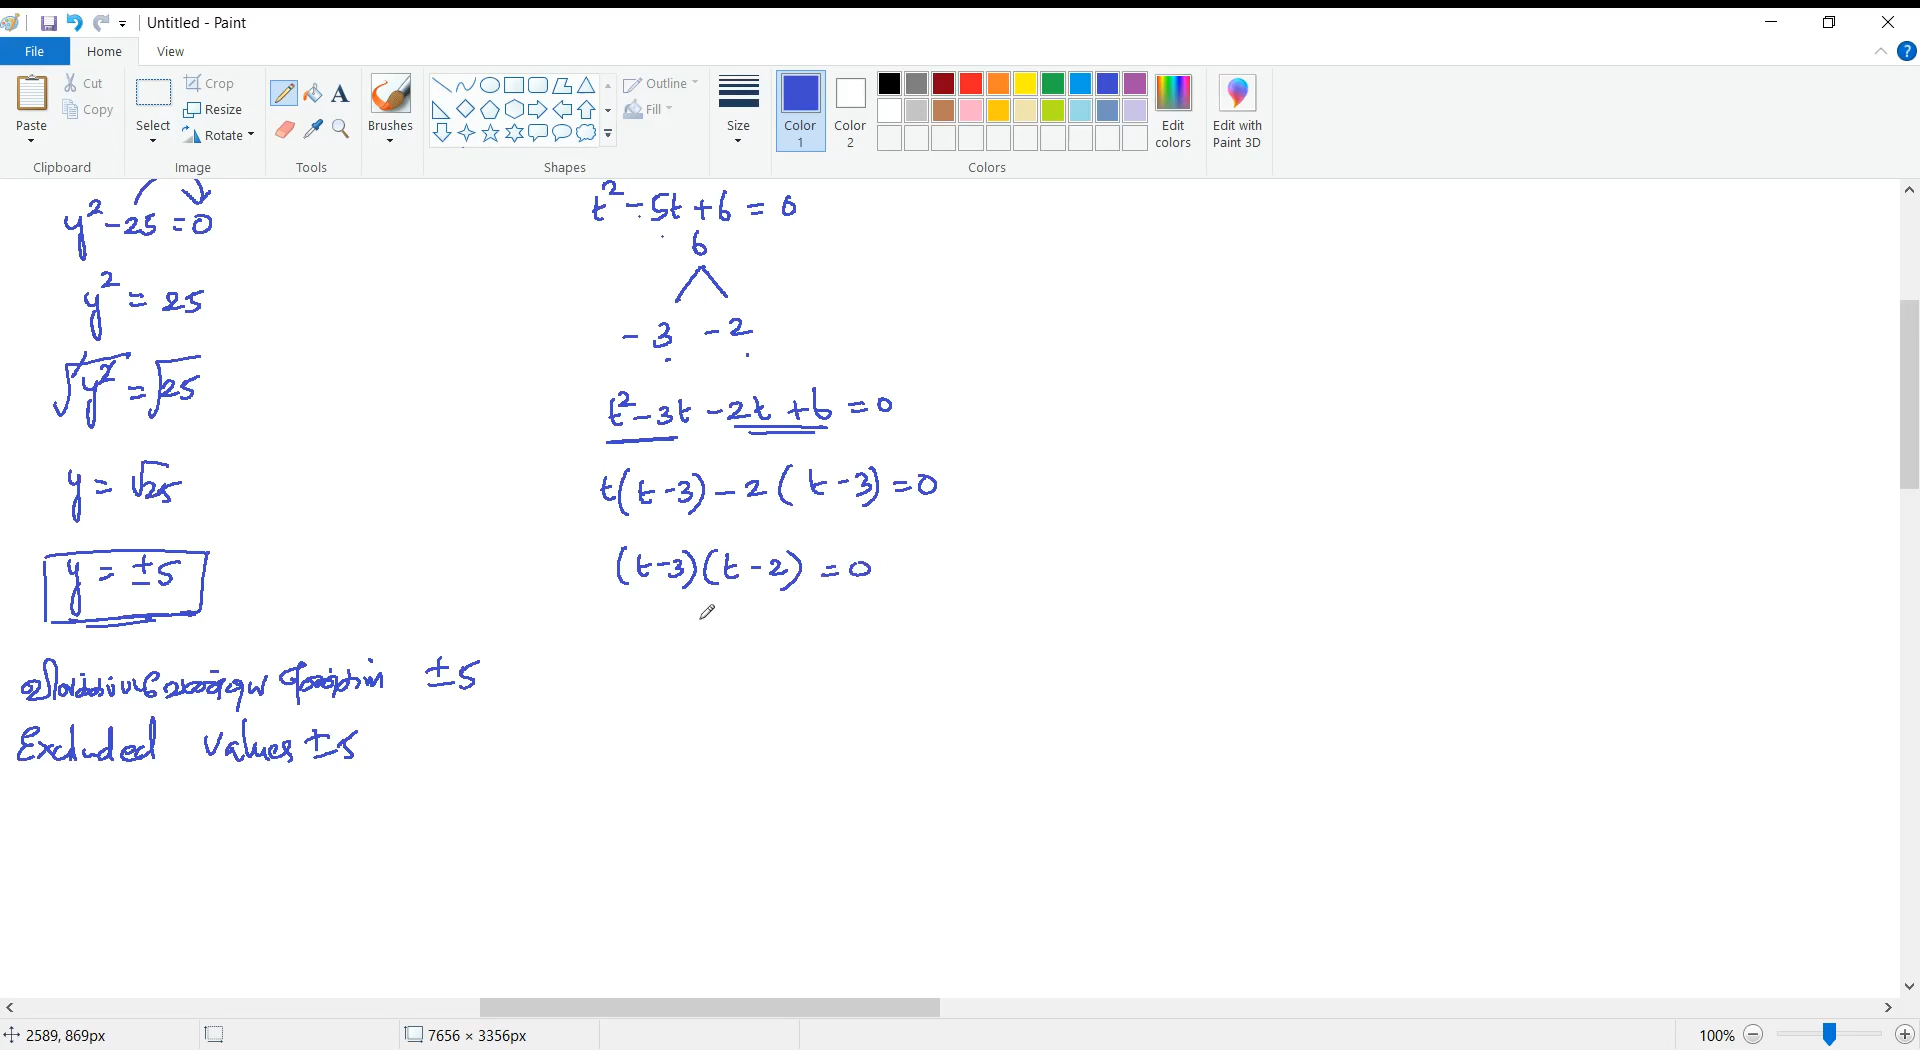 Untitled - Paint
File Home View
Paste
Cut
Copy
Clipboard
Select
Crop
Resize
Rotate
Image
Tools
Brushes
Shapes
Outline
Fill
Size
Color 1
Color 2
Edit colors
Edit with Paint 3D
Colors
y² - 25 = 0
y² = 25
√y² = √25
y = √25
y = ±5
±5
Excluded values ±5
t² - 5t + 6 = 0
6
- 3 - 2
t² - 3t - 2t + 6 = 0
t(t-3) - 2(t-3) = 0
(t-3)(t-2) = 0
2589, 869px
7656 × 3356px
100%